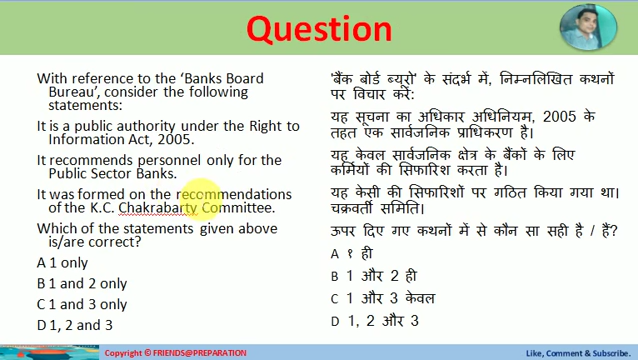 Question
With reference to the 'Banks Board
Bureau', consider the following
statements:
It is a public authority under the Right to
Information Act, 2005.
It recommends personnel only for the
Public Sector Banks.
It was formed on the recommendations
of the K.C. Chakrabarty Committee.
Which of the statements given above
is/are correct?
A 1 only
B 1 and 2 only
C 1 and 3 only
D 1, 2 and 3
'बैंक बोर्ड ब्यूरो' के संदर्भ में, निम्नलिखित कथनों
पर विचार करें:
यह सूचना का अधिकार अधिनियम, 2005 के
तहत एक सार्वजनिक प्राधिकरण है।
यह केवल सार्वजनिक क्षेत्र के बैंकों के लिए
कर्मियों की सिफारिश करता है।
यह केसी की सिफारिशों पर गठित किया गया था।
चक्रवर्ती समिति।
ऊपर दिए गए कथनों में से कौन सा सही है / हैं?
A १ ही
B 1 और 2 ही
C 1 और 3 केवल
D 1, 2 और 3
Copyright © FRIENDS@PREPARATION
Like, Comment & Subscribe.